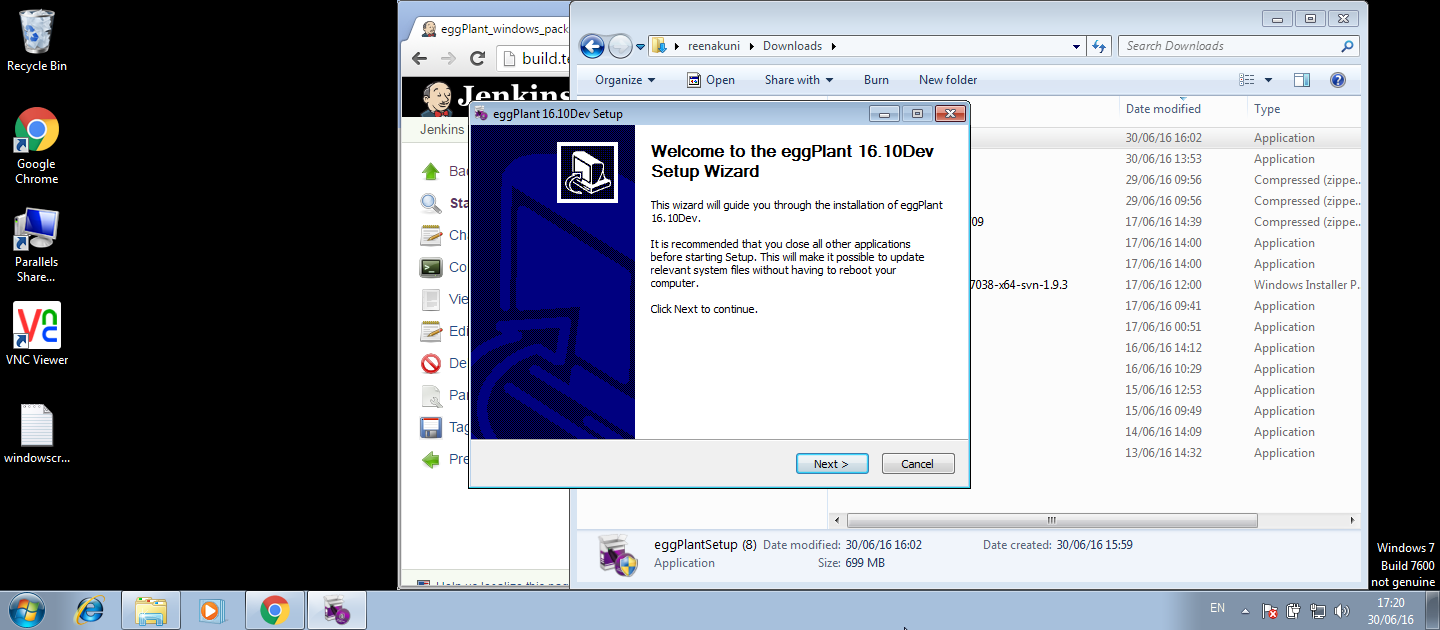 Recycle Bin
Google
Chrome
Parallels
Share...
VNC Viewer
windowscr...
eggPlant_windows_pack
build.te
Jenkins
Jenkins
Ba
Sta
Ch
Co
Vie
Edi
De
Par
Tag
Pre
Help us localize this page
reenakuni
Downloads
Search Downloads
Organize
Open
Share with
Burn
New folder
Date modified
Type
30/06/16 16:02 Application
30/06/16 13:53 Application
29/06/16 09:56 Compressed (zippe...
29/06/16 09:56 Compressed (zippe...
09 17/06/16 14:39 Compressed (zippe...
17/06/16 14:00 Application
17/06/16 14:00 Application
7038-x64-svn-1.9.3 17/06/16 12:00 Windows Installer P...
17/06/16 09:41 Application
17/06/16 00:51 Application
16/06/16 14:12 Application
16/06/16 10:29 Application
15/06/16 12:53 Application
15/06/16 09:49 Application
14/06/16 14:09 Application
13/06/16 14:32 Application
eggPlantSetup (8) Date modified: 30/06/16 16:02 Date created: 30/06/16 15:59
Application Size: 699 MB
eggPlant 16.10Dev Setup
Welcome to the eggPlant 16.10Dev
Setup Wizard
This wizard will guide you through the installation of eggPlant
16.10Dev.
It is recommended that you close all other applications
before starting Setup. This will make it possible to update
relevant system files without having to reboot your
computer.
Click Next to continue.
Next >
Cancel
Windows 7
Build 7600
not genuine
EN
17:20
30/06/16